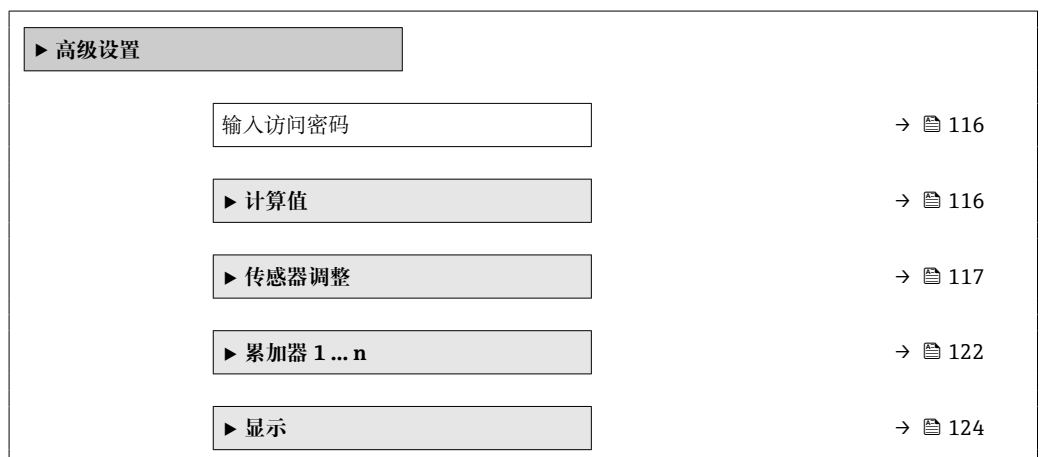 ▶ 高级设置
输入访问密码 → 🖹 116
▶ 计算值 → 🖹 116
▶ 传感器调整 → 🖹 117
▶ 累加器 1 … n → 🖹 122
▶ 显示 → 🖹 124